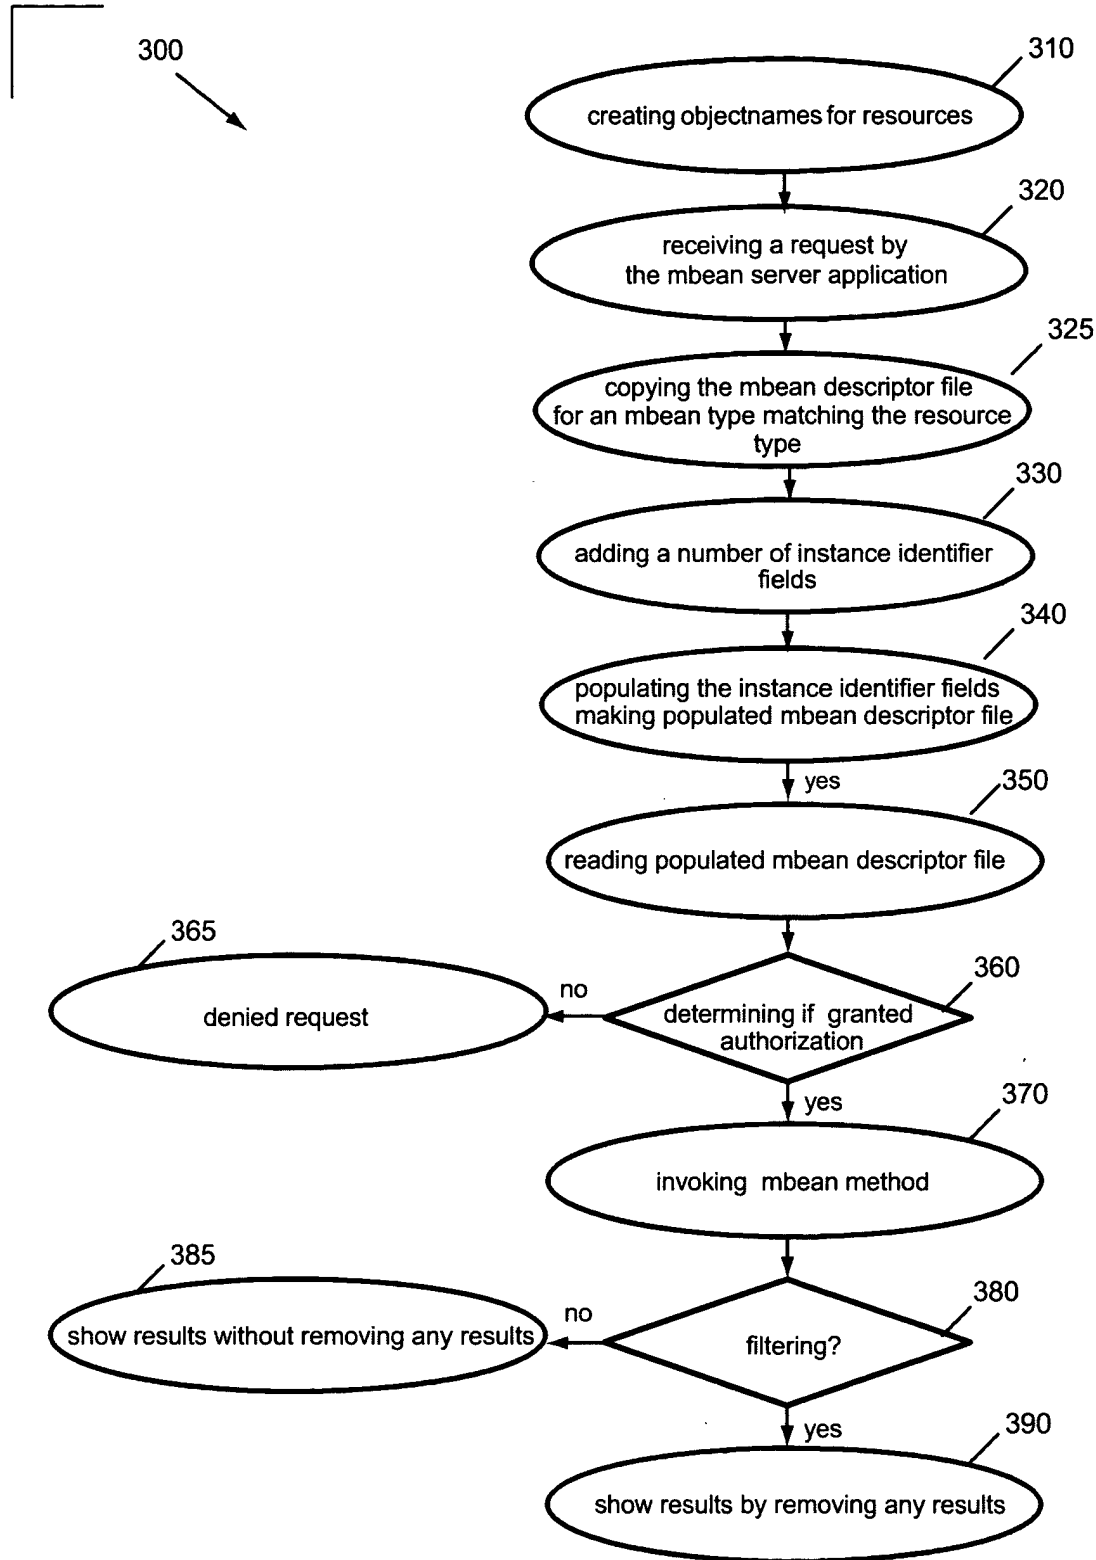 300
310
creating objectnames for resources
320
receiving a request by
the mbean server application
325
copying the mbean descriptor file
for an mbean type matching the resource
type
330
adding a number of instance identifier
fields
340
populating the instance identifier fields
making populated mbean descriptor file
yes
350
reading populated mbean descriptor file
365
denied request
no
360
determining if granted
authorization
yes
370
invoking mbean method
385
show results without removing any results
no
380
filtering?
yes
390
show results by removing any results